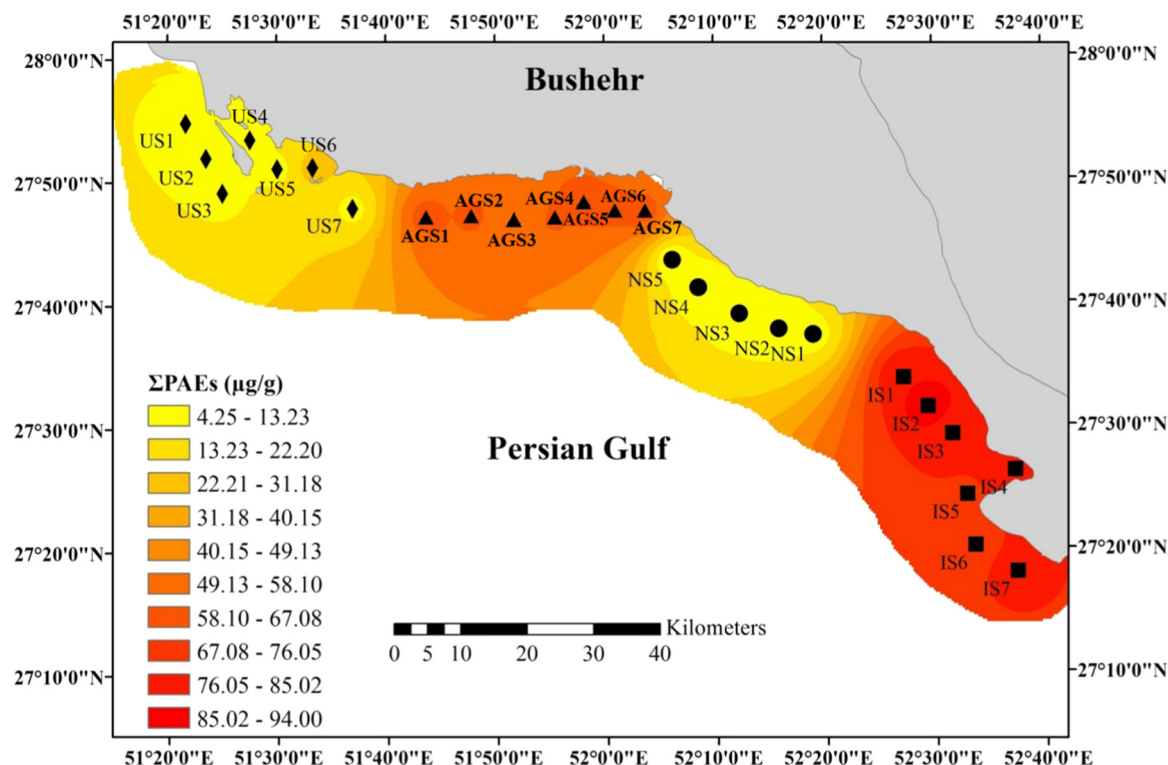 51°20'0"E 51°30'0"E 51°40'0"E 51°50'0"E 52°0'0"E 52°10'0"E 52°20'0"E 52°30'0"E 52°40'0"E
28°0'0"N
28°0'0"N
Bushehr
US4
US1
US6
US2
US5
27°50'0"N
27°50'0"N
US3
US7
AGS2
AGS4
AGS6
AGS1
AGS3
AGS5
AGS7
NS5
27°40'0"N
27°40'0"N
NS4
NS3
NS2
NS1
ΣPAEs (µg/g)
4.25 - 13.23
13.23 - 22.20
22.21 - 31.18
31.18 - 40.15
40.15 - 49.13
49.13 - 58.10
58.10 - 67.08
67.08 - 76.05
76.05 - 85.02
85.02 - 94.00
IS1
IS2
27°30'0"N
27°30'0"N
Persian Gulf
IS3
IS4
IS5
27°20'0"N
27°20'0"N
IS6
IS7
Kilometers
0 5 10 20 30 40
27°10'0"N
27°10'0"N
51°20'0"E 51°30'0"E 51°40'0"E 51°50'0"E 52°0'0"E 52°10'0"E 52°20'0"E 52°30'0"E 52°40'0"E